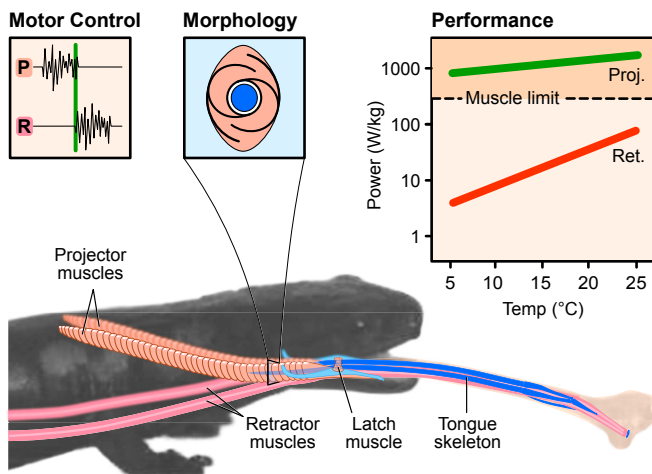 Motor Control
P
R
Morphology
Performance
Power (W/kg)
1000
100
10
1
Proj.
Muscle limit
Ret.
5
10
15
20
25
Temp (°C)
Projector
muscles
Retractor
muscles
Latch
muscle
Tongue
skeleton